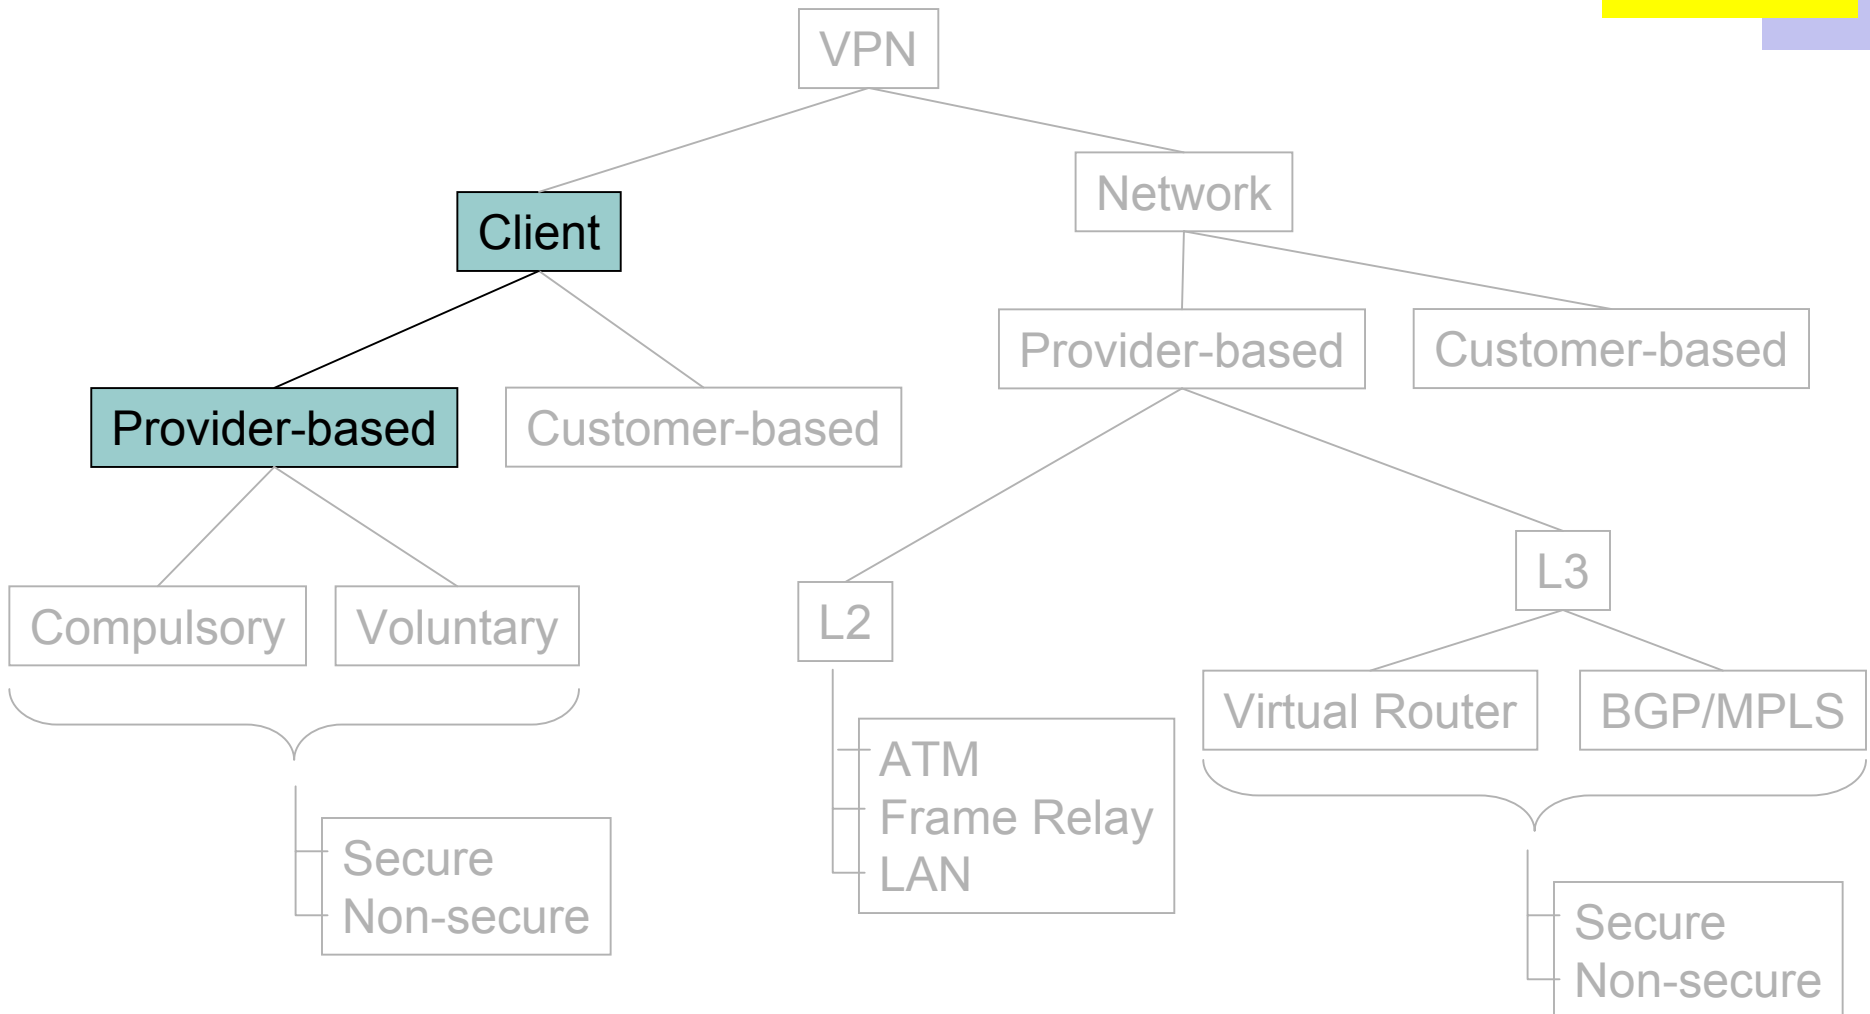 VPN
Client
Network
Provider-based
Customer-based
Provider-based
Customer-based
Compulsory
Voluntary
L2
L3
Virtual Router
BGP/MPLS
ATM
Frame Relay
LAN
Secure
Non-secure
Secure
Non-secure